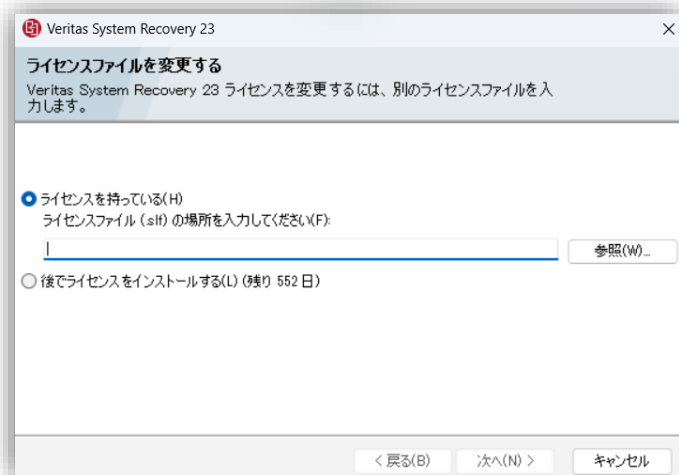 Veritas System Recovery 23
ライセンスファイルを変更する
Veritas System Recovery 23 ライセンスを変更するには、別のライセンスファイルを入
力します。
ライセンスを持っている(H)
ライセンスファイル (.slf) の場所を入力してください(F):
参照(W)...
後でライセンスをインストールする(L) (残り 552 日)
< 戻る(B)
次へ(N) >
キャンセル